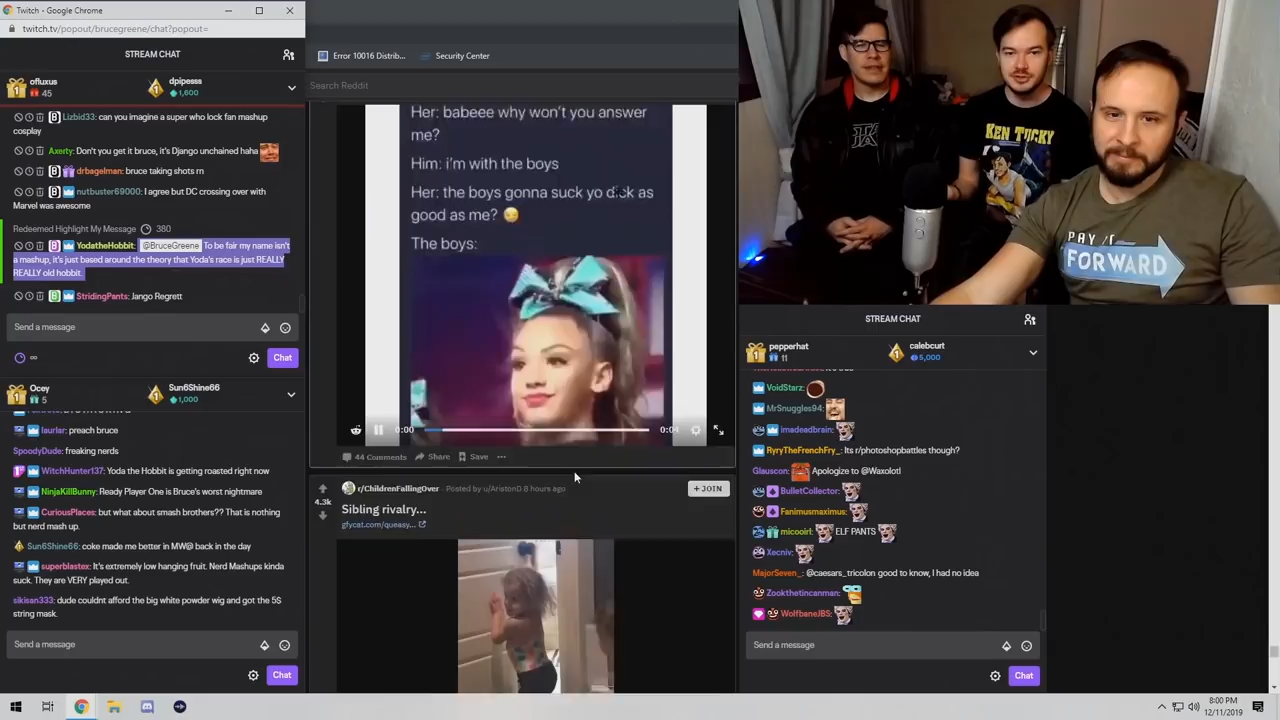 Twitch - Google Chrome
twitch.tv/popout/brucegreene/chat?popout=
STREAM CHAT
ofluxus
45
dpipesss
1,600
Lizbid33: can you imagine a super who lock fan mashup
cosplay
Axerty: Don't you get it bruce, it's Django unchained haha
drbagelman: bruce taking shots rn
nutbuster69000: I agree but DC crossing over with
Marvel was awesome
Redeemed Highlight My Message 380
YodatheHobbit: @BruceGreene To be fair my name isn't
a mashup, it's just based around the theory that Yoda's race is just REALLY
REALLY old hobbit.
StridingPants: Jango Regrett
Send a message
∞
Chat
Ocey
5
Sun6Shine66
1,000
lauriar: preach bruce
SpoodyDude: freaking nerds
WitchHunter137: Yoda the Hobbit is getting roasted right now
NinjaKillBunny: Ready Player One is Bruce's worst nightmare
CuriousPlaces: but what about smash brothers?? That is nothing
but nerd mash up.
Sun6Shine66: coke made me better in MW@ back in the day
superblastex: It's extremely low hanging fruit. Nerd Mashups kinda
suck. They are VERY played out.
sikisan333: dude couldnt afford the big white powder wig and got the 5$
string mask
Send a message
Chat
Error 10016 Distrib...
Security Center
Search Reddit
Her: babeee why won't you answer
me?
Him: i'm with the boys
Her: the boys gonna suck yo d*ck as
good as me?
The boys:
0:00
0:04
44 Comments
Share
Save
4.3k
r/ChildrenFallingOver · Posted by u/AristonD 8 hours ago
+ JOIN
Sibling rivalry...
gfycat.com/queasy...
KEN TUCKY
PAY IT
FORWARD
STREAM CHAT
pepperhat
11
calebcurt
5,000
VoidStarz:
MrSnuggles94:
imadeadbrain:
RyryTheFrenchFry_: Its r/photoshopbattles though?
Glauscon: Apologize to @Waxolotl
BulletCollector:
Fanimusmaximus:
micooirl: ELF PANTS
Xecniv:
MajorSeven_: @caesars_tricolon good to know, I had no idea
Zookthetincanman:
WolfbaneJBS:
Send a message
Chat
8:00 PM
12/11/2019